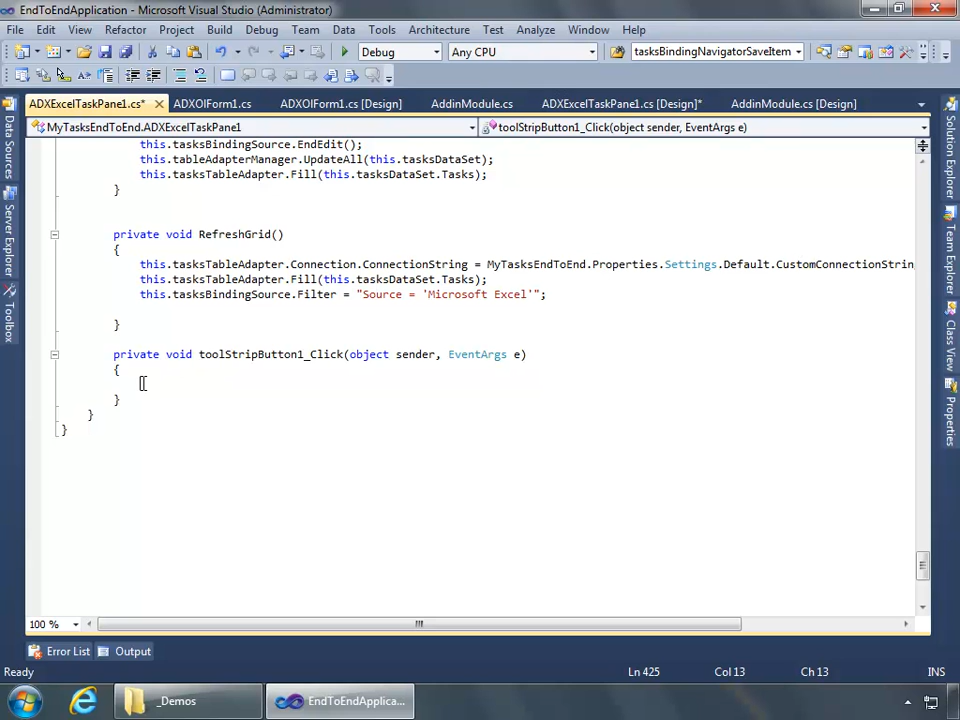 EndToEndApplication - Microsoft Visual Studio (Administrator)
File Edit View Refactor Project Build Debug Team Data Tools Architecture Test Analyze Window Help
Debug Any CPU tasksBindingNavigatorSaveItem
ADXExcelTaskPane1.cs* ADXOlForm1.cs ADXOlForm1.cs [Design] AddinModule.cs ADXExcelTaskPane1.cs [Design]* AddinModule.cs [Design]
MyTasksEndToEnd.ADXExcelTaskPane1 toolStripButton1_Click(object sender, EventArgs e)
this.tasksBindingSource.EndEdit();
this.tableAdapterManager.UpdateAll(this.tasksDataSet);
this.tasksTableAdapter.Fill(this.tasksDataSet.Tasks);
}
private void RefreshGrid()
{
this.tasksTableAdapter.Connection.ConnectionString = MyTasksEndToEnd.Properties.Settings.Default.CustomConnectionStrin
this.tasksTableAdapter.Fill(this.tasksDataSet.Tasks);
this.tasksBindingSource.Filter = "Source = 'Microsoft Excel'";
}
private void toolStripButton1_Click(object sender, EventArgs e)
{
}
}
}
Data Sources
Server Explorer
Toolbox
Solution Explorer
Team Explorer
Class View
Properties
100 %
Error List Output
Ready Ln 425 Col 13 Ch 13 INS
_Demos EndToEndApplica...